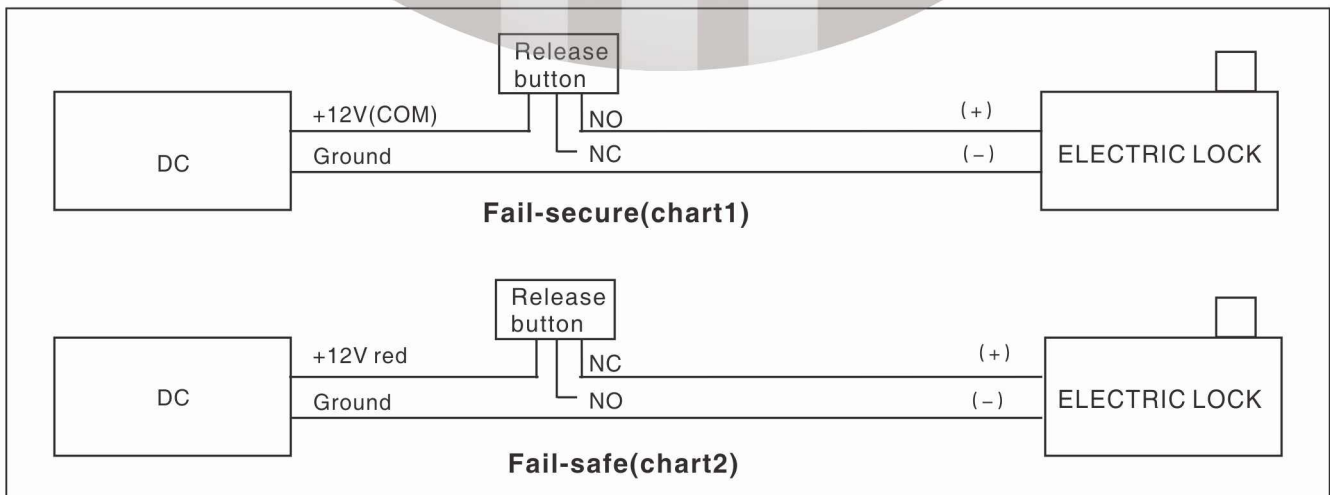 Release
button
+12V(COM)
NO
(+)
DC
Ground
NC
(-)
ELECTRIC LOCK
Fail-secure(chart1)
Release
button
+12V red
NC
(+)
DC
Ground
NO
(-)
ELECTRIC LOCK
Fail-safe(chart2)